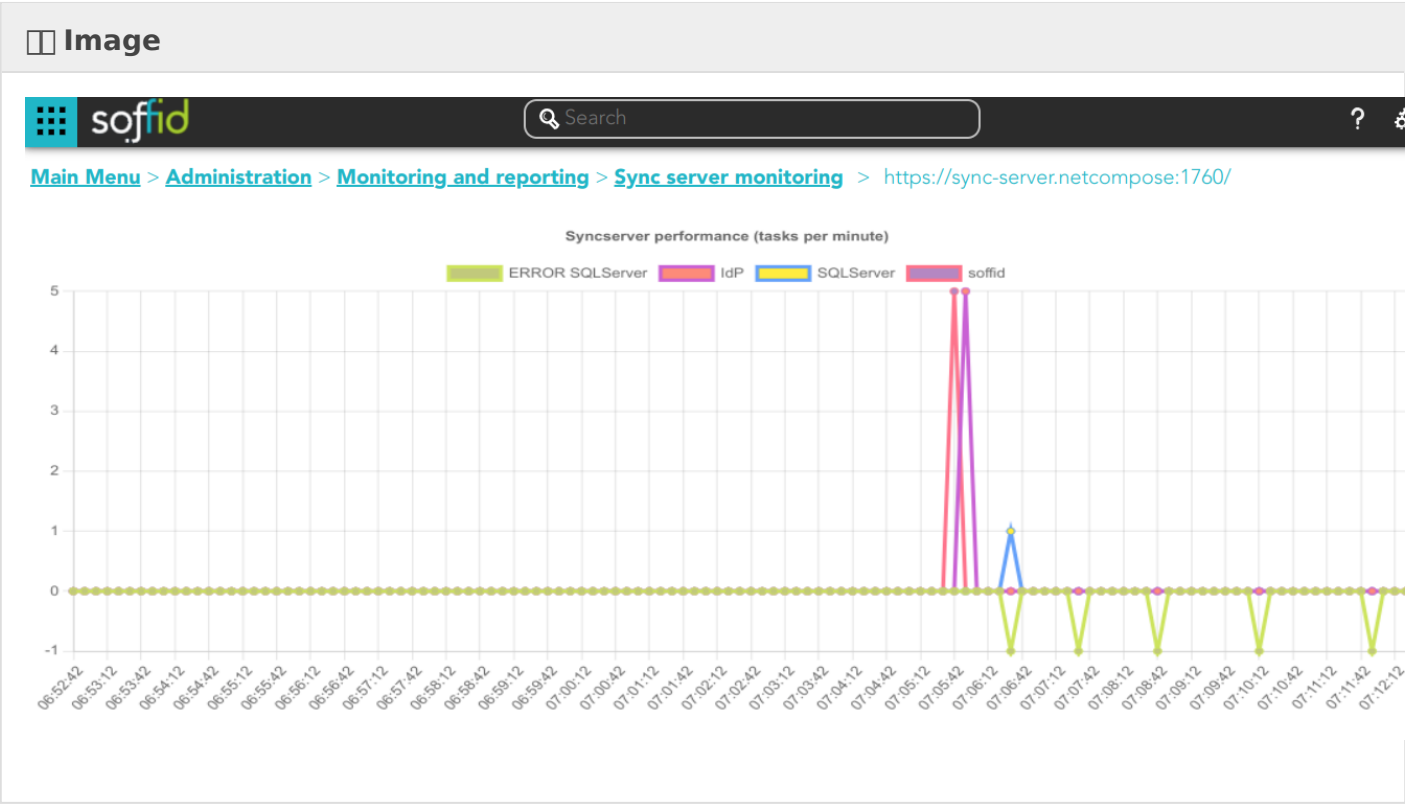 Image
soffid
Search
?
Main Menu > Administration > Monitoring and reporting > Sync server monitoring > https://sync-server.netcompose:1760/
Syncserver performance (tasks per minute)
ERROR SQLServer IdP SQLServer soffid
5
4
3
2
1
0
-1
06:52:42 06:53:12 06:53:42 06:54:12 06:54:42 06:55:12 06:55:42 06:56:12 06:56:42 06:57:12 06:57:42 06:58:12 06:58:42 06:59:12 06:59:42 07:00:12 07:00:42 07:01:12 07:01:42 07:02:12 07:02:42 07:03:12 07:03:42 07:04:12 07:04:42 07:05:12 07:05:42 07:06:12 07:06:42 07:07:12 07:07:42 07:08:12 07:08:42 07:09:12 07:09:42 07:10:12 07:10:42 07:11:12 07:11:42 07:12:12